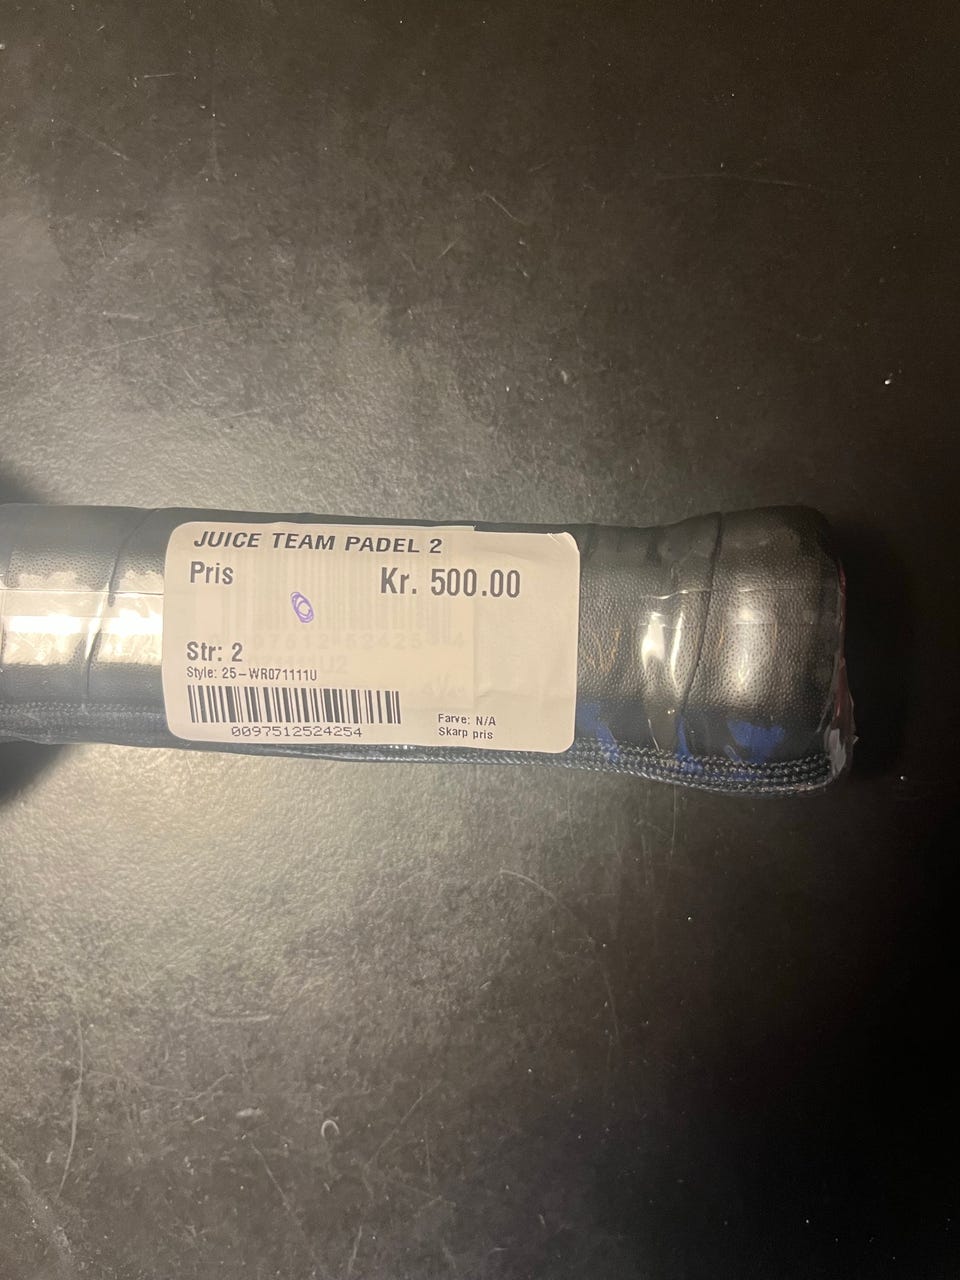 JUICE TEAM PADEL 2
Pris Kr. 500.00
Str: 2
Style: 25-WR071111U
0097512524254
Farve: N/A
Skarp pris